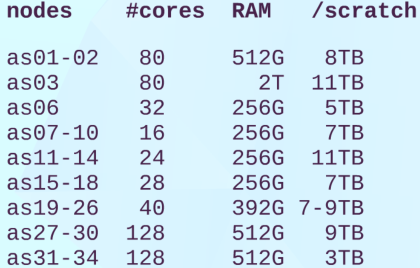 nodes #cores RAM /scratch
as01-02 80 512G 8TB
as03 80 2T 11TB
as06 32 256G 5TB
as07-10 16 256G 7TB
as11-14 24 256G 11TB
as15-18 28 256G 7TB
as19-26 40 392G 7-9TB
as27-30 128 512G 9TB
as31-34 128 512G 3TB